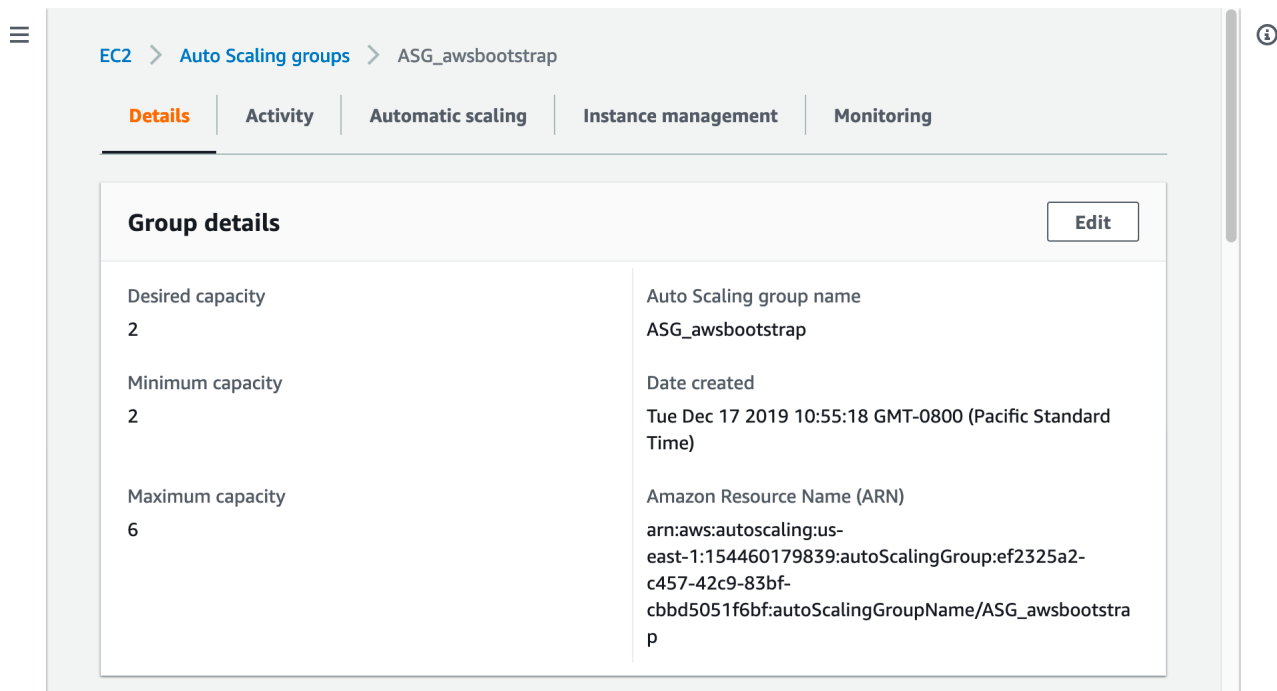 EC2 > Auto Scaling groups > ASG_awsbootstrap
Details Activity Automatic scaling Instance management Monitoring
Group details Edit
Desired capacity
2
Minimum capacity
2
Maximum capacity
6
Auto Scaling group name
ASG_awsbootstrap
Date created
Tue Dec 17 2019 10:55:18 GMT-0800 (Pacific Standard
Time)
Amazon Resource Name (ARN)
arn:aws:autoscaling:us-
east-1:154460179839:autoScalingGroup:ef2325a2-
c457-42c9-83bf-
cbbd5051f6bf:autoScalingGroupName/ASG_awsbootstra
p